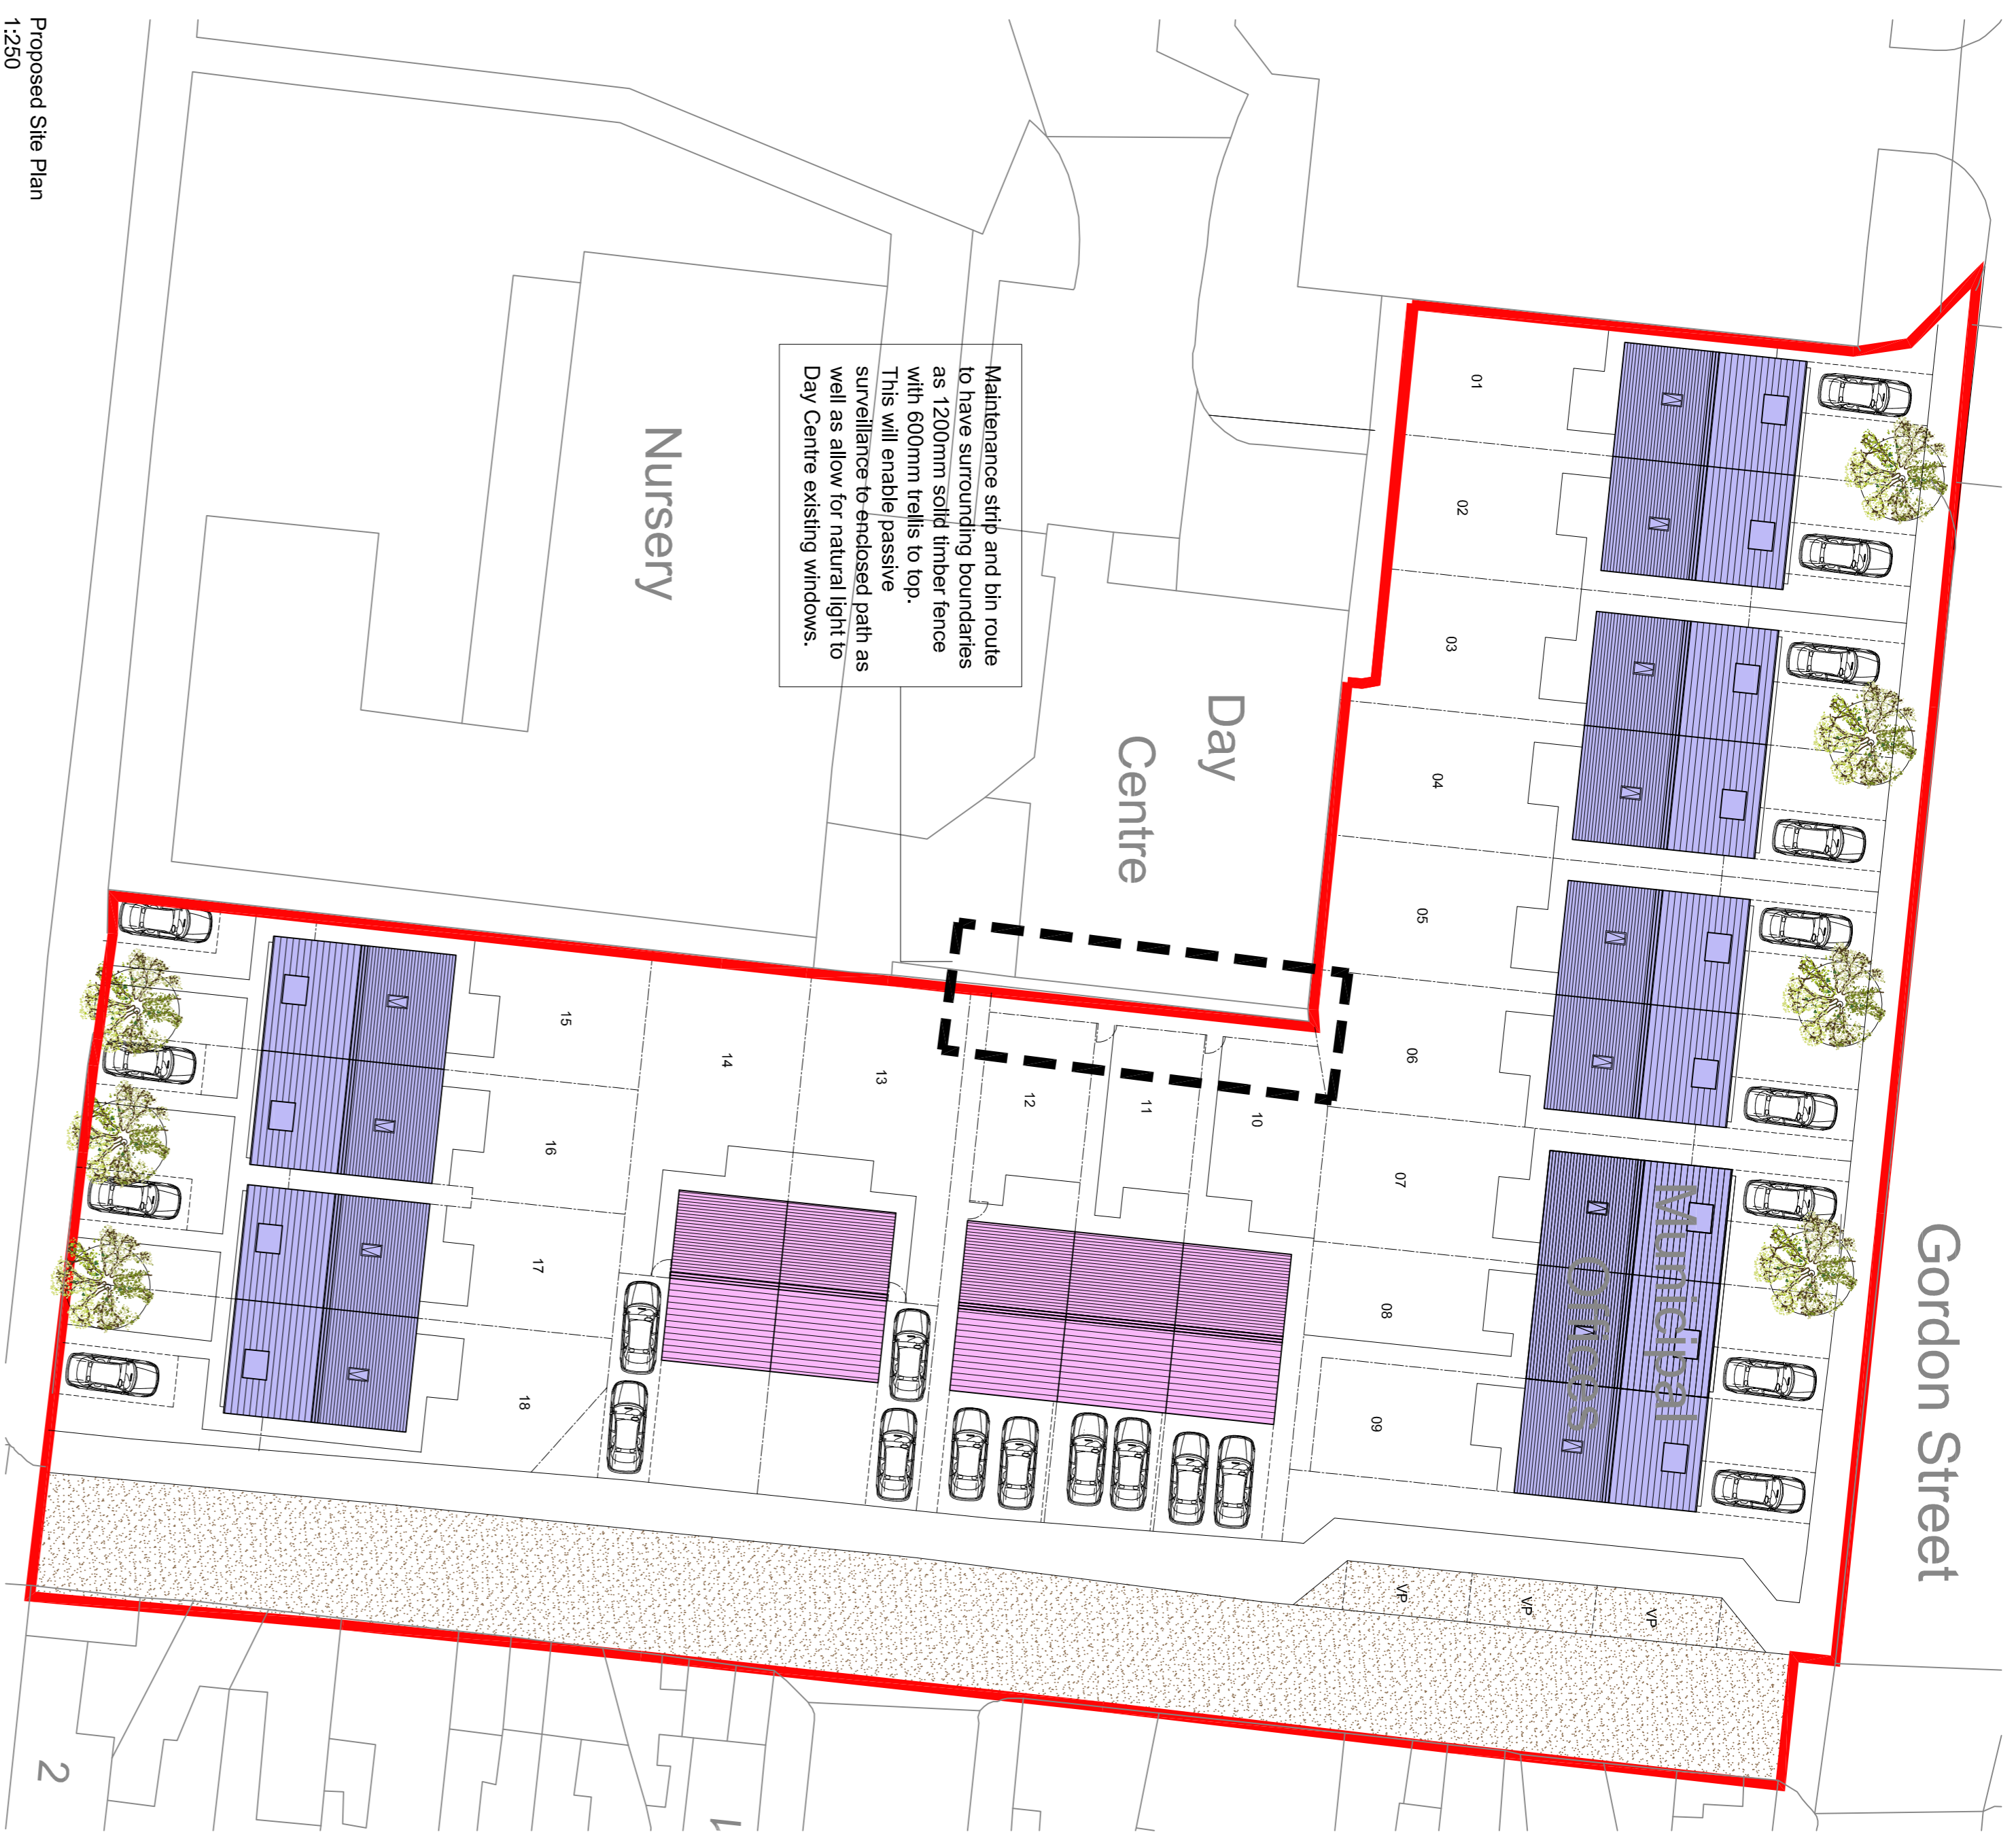 Gordon Street
Municipal
Offices
01
02
03
04
05
06
07
08
09
VP
VP
VP
Day
Centre
10
11
12
13
14
Maintenance strip and bin route
to have surrounding boundaries
as 1200mm solid timber fence
with 600mm trellis to top.
This will enable passive
surveillance to enclosed path as
well as allow for natural light to
Day Centre existing windows.
Nursery
15
16
17
18
2
Proposed Site Plan
1:250